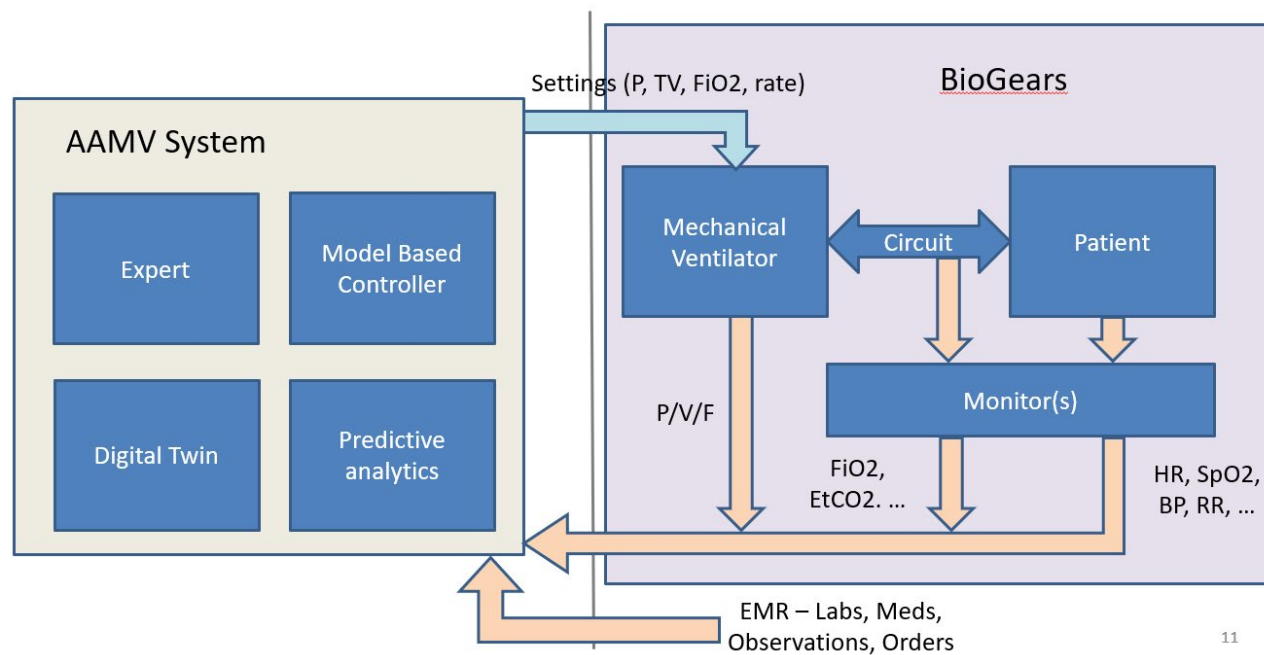 Settings (P, TV, FiO2, rate)
BioGears
AAMV System
Expert
Model Based
Controller
Digital Twin
Predictive
analytics
Mechanical
Ventilator
Circuit
Patient
Monitor(s)
P/V/F
FiO2,
EtCO2. ...
HR, SpO2,
BP, RR, ...
EMR – Labs, Meds,
Observations, Orders
11